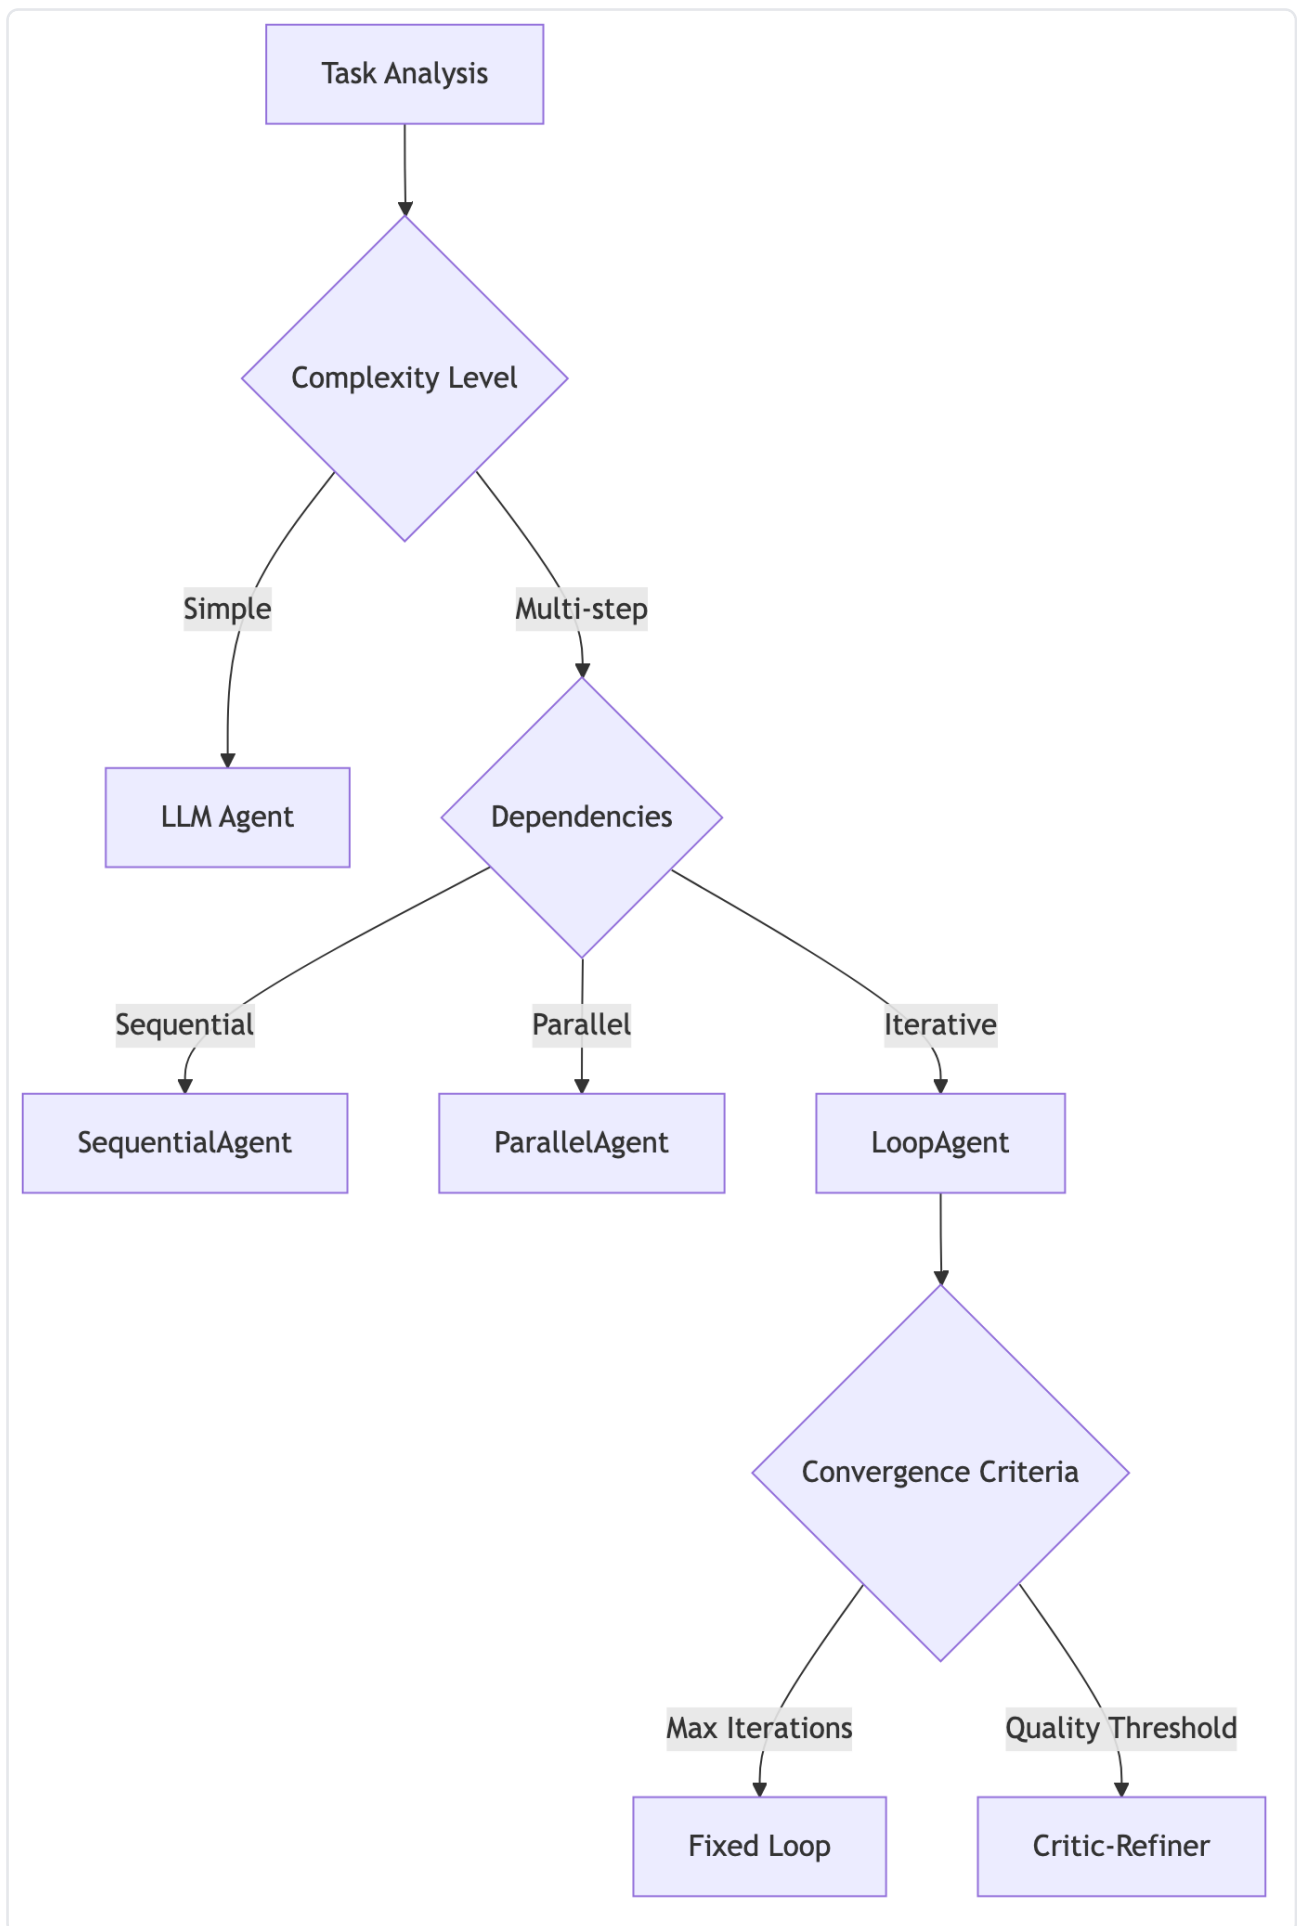 Task Analysis
Complexity Level
Simple
Multi-step
LLM Agent
Dependencies
Sequential
Parallel
Iterative
SequentialAgent
ParallelAgent
LoopAgent
Convergence Criteria
Max Iterations
Quality Threshold
Fixed Loop
Critic-Refiner